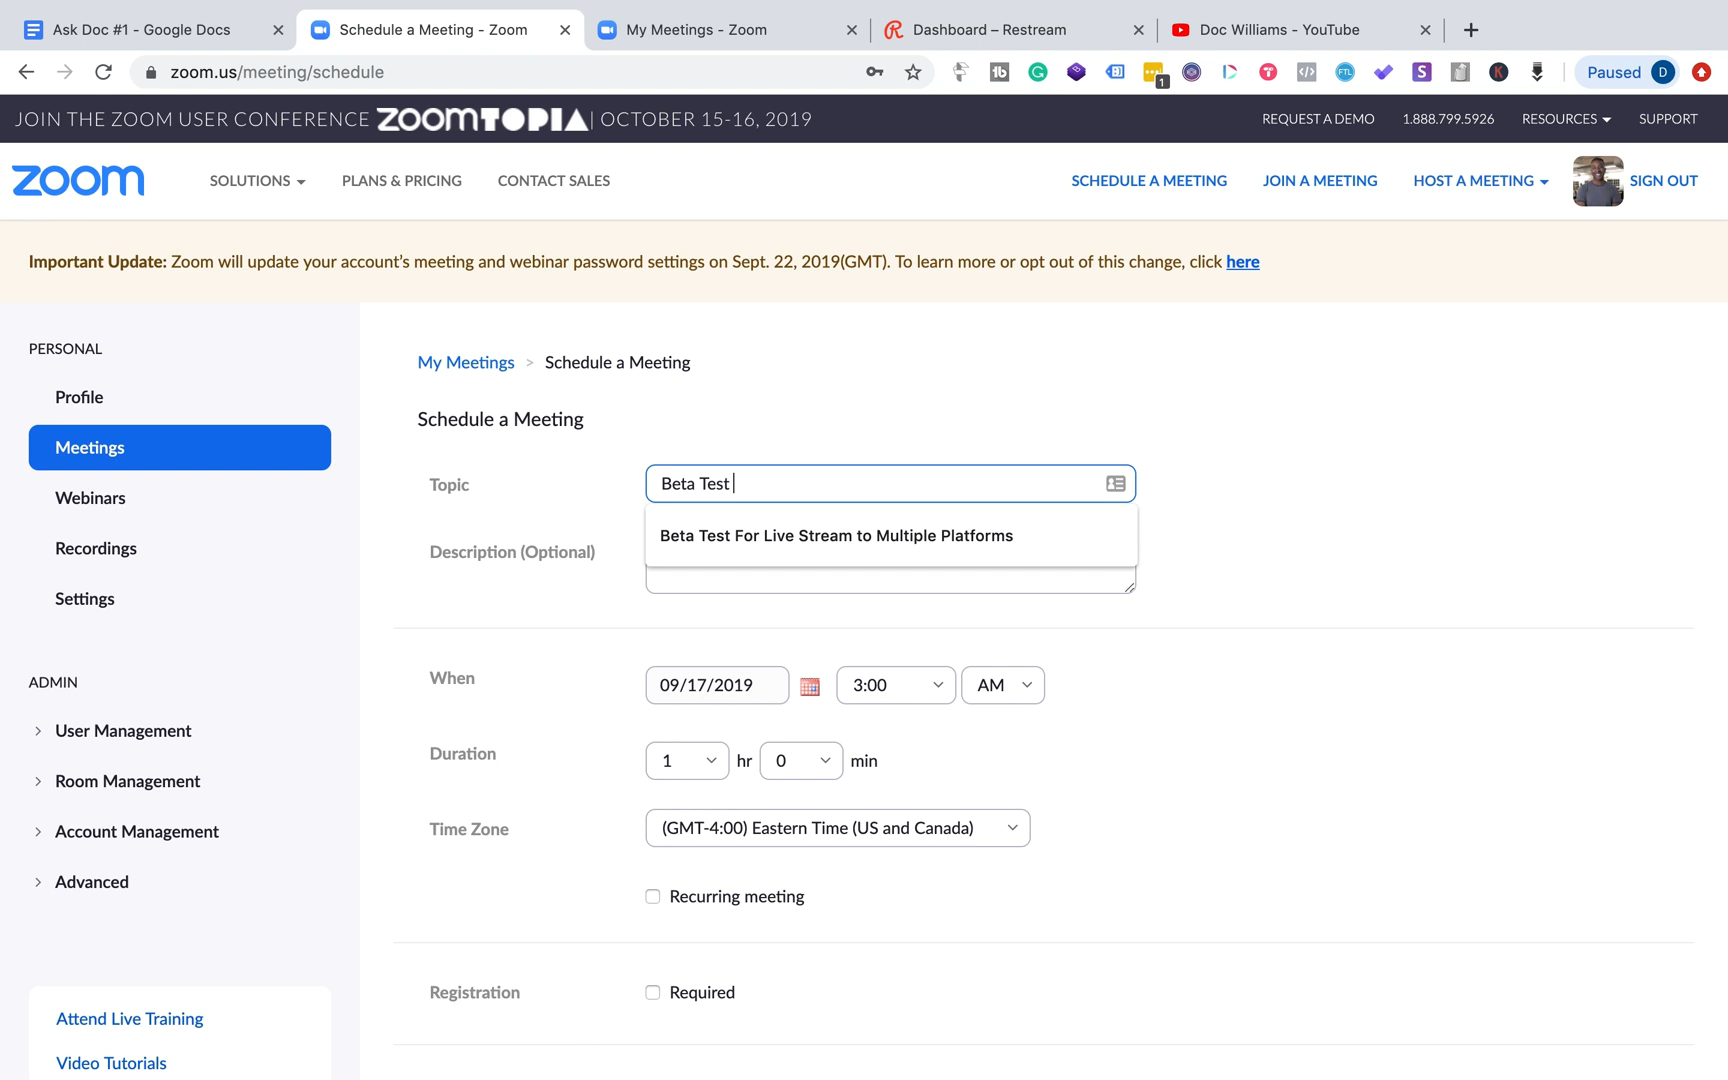 Ask Doc #1 - Google Docs
Schedule a Meeting - Zoom
My Meetings - Zoom
Dashboard – Restream
Doc Williams - YouTube
zoom.us/meeting/schedule
1
Paused D
JOIN THE ZOOM USER CONFERENCE ZOOMTOPIA | OCTOBER 15-16, 2019
REQUEST A DEMO 1.888.799.5926 RESOURCES SUPPORT
zoom
SOLUTIONS PLANS & PRICING CONTACT SALES
SCHEDULE A MEETING JOIN A MEETING HOST A MEETING SIGN OUT
Important Update: Zoom will update your account's meeting and webinar password settings on Sept. 22, 2019(GMT). To learn more or opt out of this change, click here
PERSONAL
Profile
Meetings
Webinars
Recordings
Settings
ADMIN
User Management
Room Management
Account Management
Advanced
Attend Live Training
Video Tutorials
My Meetings > Schedule a Meeting
Schedule a Meeting
Topic Beta Test
Beta Test For Live Stream to Multiple Platforms
Description (Optional)
When 09/17/2019 3:00 AM
Duration 1 hr 0 min
Time Zone (GMT-4:00) Eastern Time (US and Canada)
Recurring meeting
Registration Required